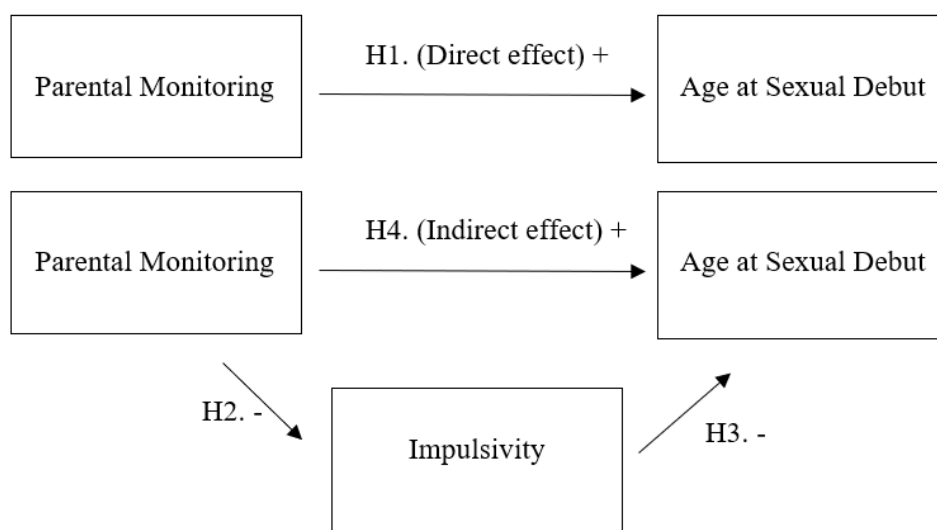 H1. (Direct effect) +
Parental Monitoring
Age at Sexual Debut
H4. (Indirect effect) +
Parental Monitoring
Age at Sexual Debut
H2. -
H3. -
Impulsivity